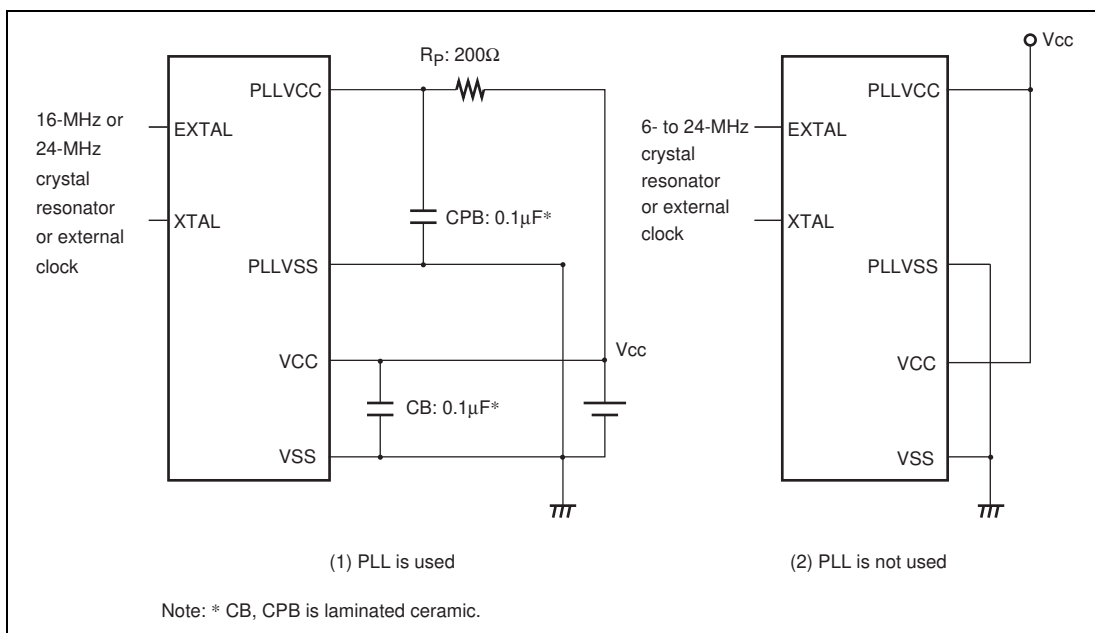 16-MHz or
24-MHz
crystal
resonator
or external
clock
EXTAL
XTAL
PLLVCC
PLLVSS
VCC
VSS
RP: 200Ω
CPB: 0.1µF*
CB: 0.1µF*
Vcc
(1) PLL is used
6- to 24-MHz
crystal
resonator
or external
clock
EXTAL
XTAL
PLLVCC
PLLVSS
VCC
VSS
Vcc
(2) PLL is not used
Note: * CB, CPB is laminated ceramic.